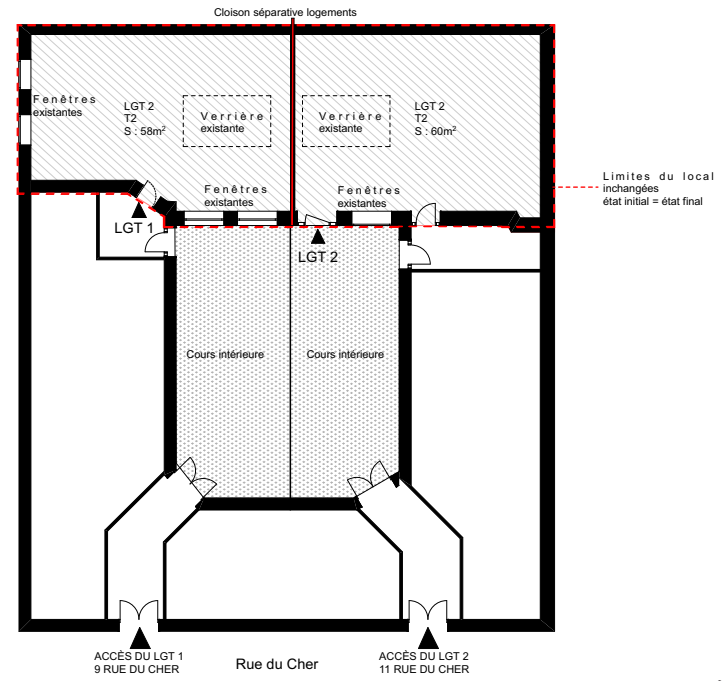 Cloison séparative logements
Fenêtres
existantes
LGT 2
T2
S : 58m²
Verrière
existante
Verrière
existante
LGT 2
T2
S : 60m²
Limites du local
inchangées
état initial = état final
Fenêtres
existantes
Fenêtres
existantes
LGT 1
LGT 2
Cours intérieure
Cours intérieure
ACCÈS DU LGT 1
9 RUE DU CHER
Rue du Cher
ACCÈS DU LGT 2
11 RUE DU CHER